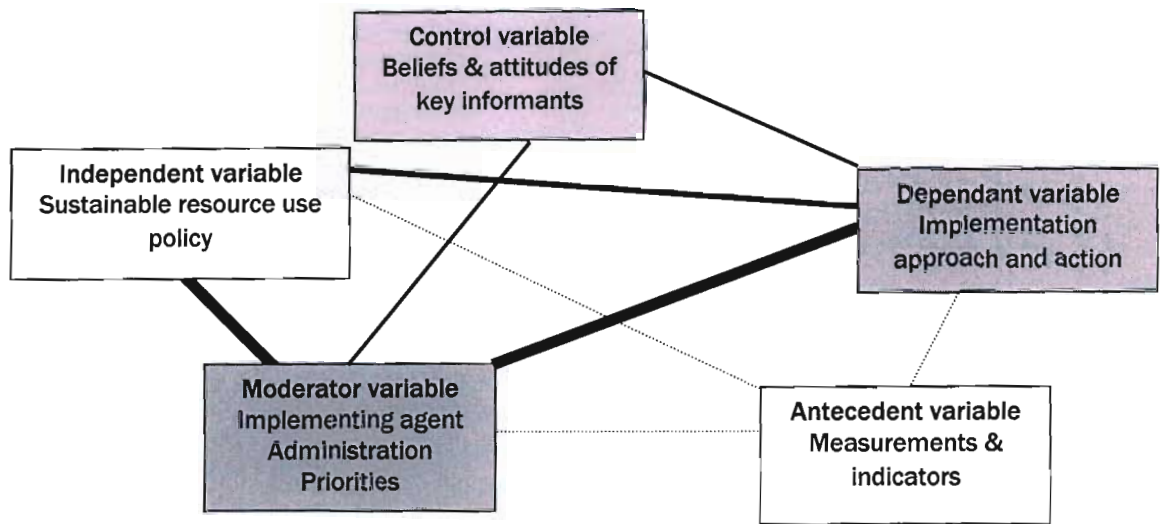 Control variable
Beliefs & attitudes of
key informants
Independent variable
Sustainable resource use
policy
Dependant variable
Implementation
approach and action
Moderator variable
Implementing agent
Administration
Priorities
Antecedent variable
Measurements &
indicators